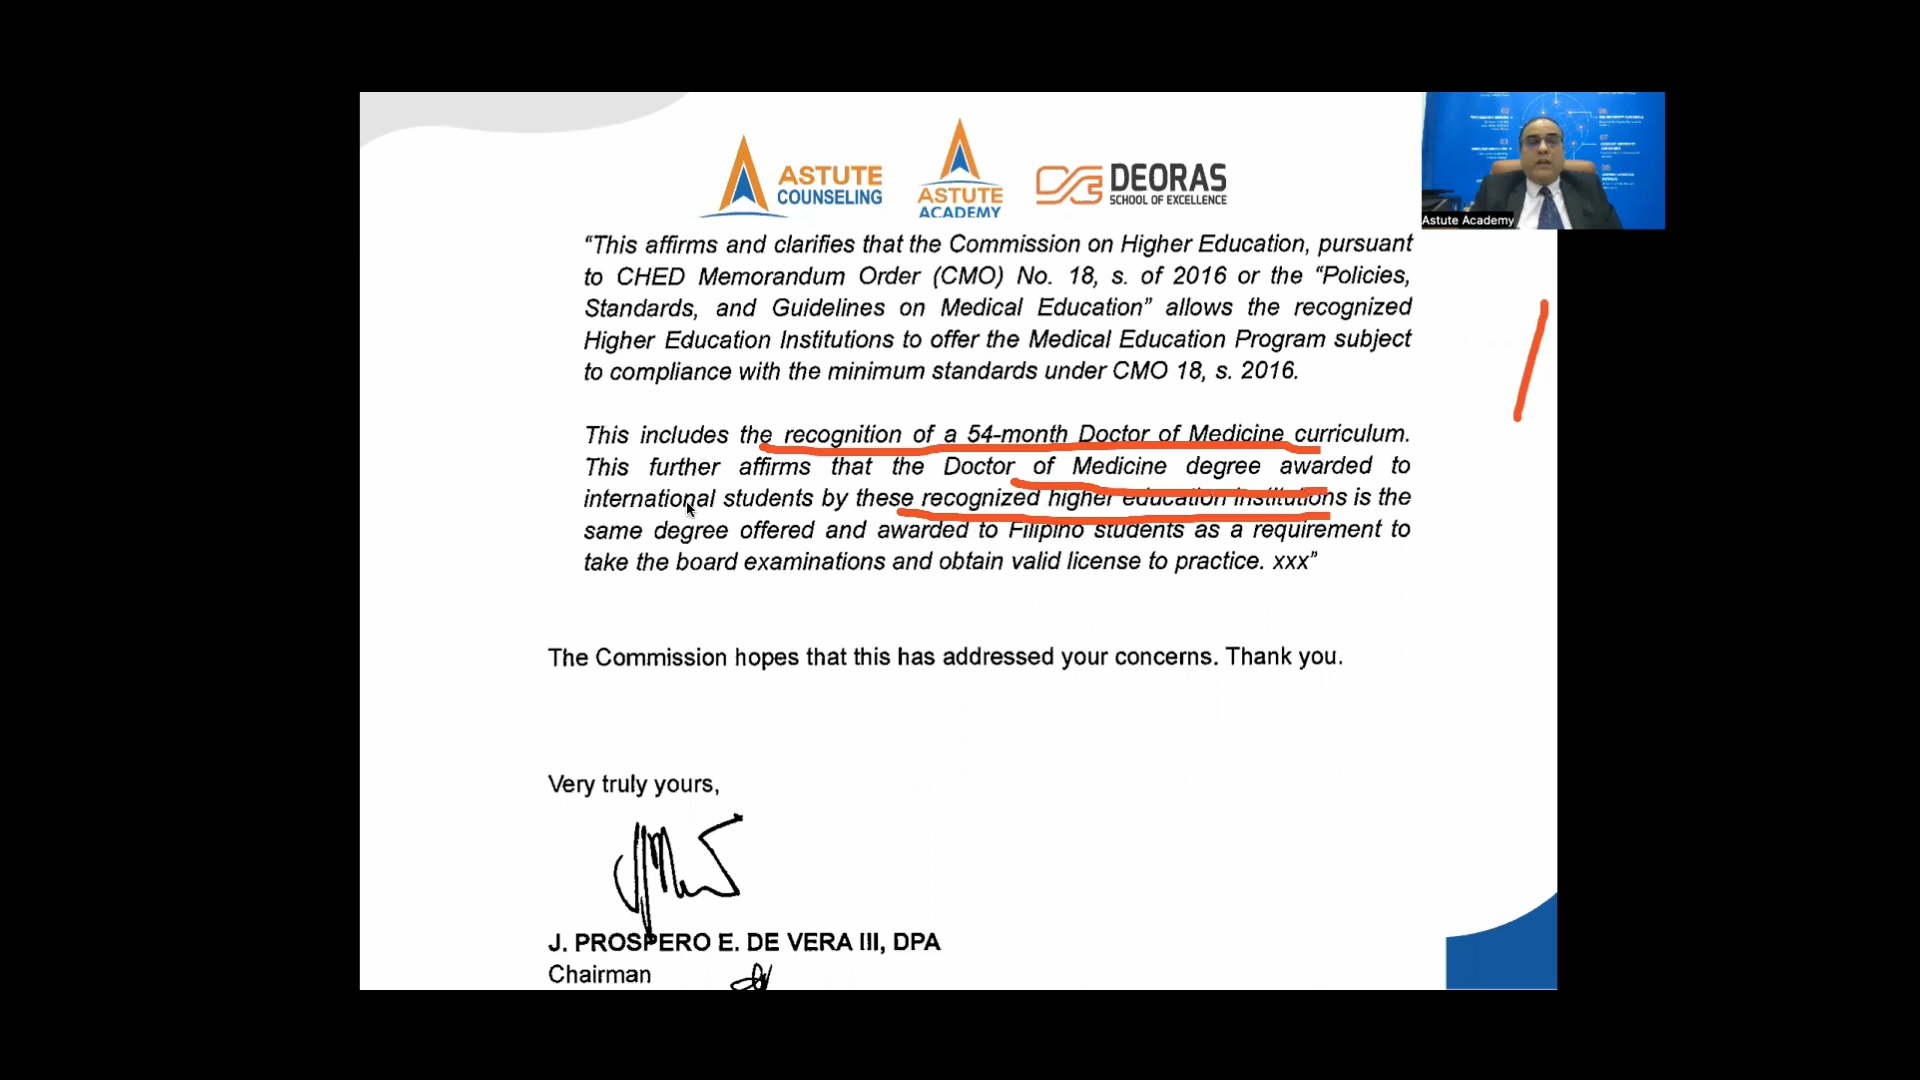 ASTUTE
COUNSELING
ASTUTE
ACADEMY
DEORAS
SCHOOL OF EXCELLENCE
Astute Academy
“This affirms and clarifies that the Commission on Higher Education, pursuant
to CHED Memorandum Order (CMO) No. 18, s. of 2016 or the “Policies,
Standards, and Guidelines on Medical Education” allows the recognized
Higher Education Institutions to offer the Medical Education Program subject
to compliance with the minimum standards under CMO 18, s. 2016.
This includes the recognition of a 54-month Doctor of Medicine curriculum.
This further affirms that the Doctor of Medicine degree awarded to
international students by these recognized higher education institutions is the
same degree offered and awarded to Filipino students as a requirement to
take the board examinations and obtain valid license to practice. xxx”
The Commission hopes that this has addressed your concerns. Thank you.
Very truly yours,
J. PROSPERO E. DE VERA III, DPA
Chairman